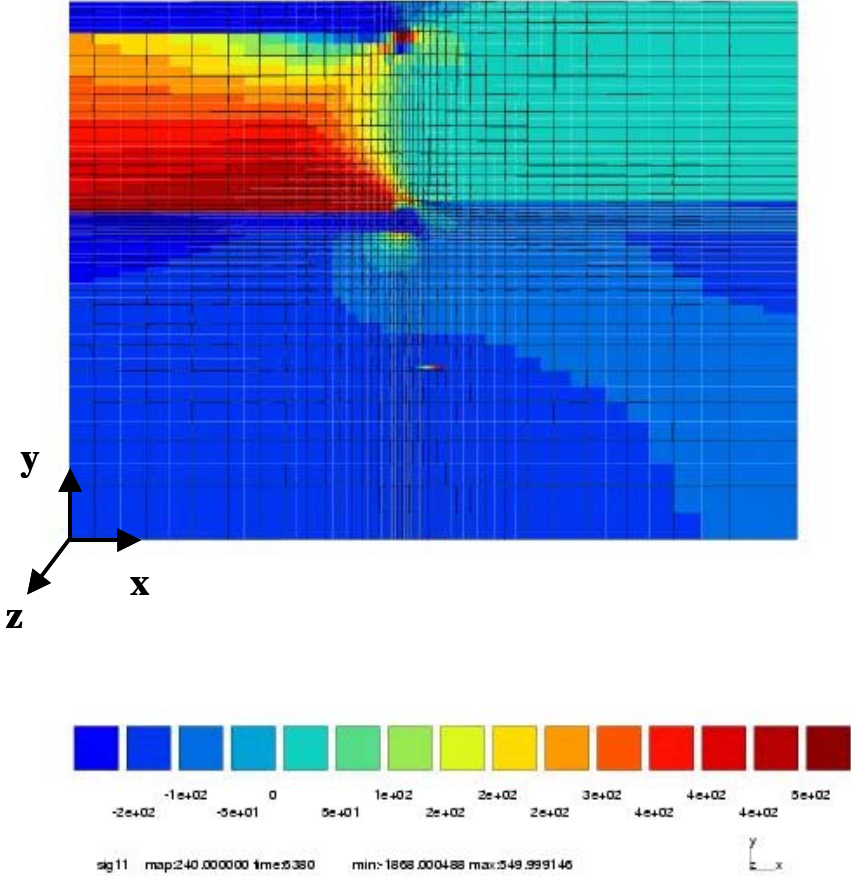 y
x
z
-1e+02 0 1e+02 2e+02 3e+02 4e+02 5e+02
-2e+02 -5e+01 5e+01 2e+02 2e+02 4e+02 4e+02
y
z x
sig11 map:240.000000 time:5380 min:-1868.000488 max:549.999146